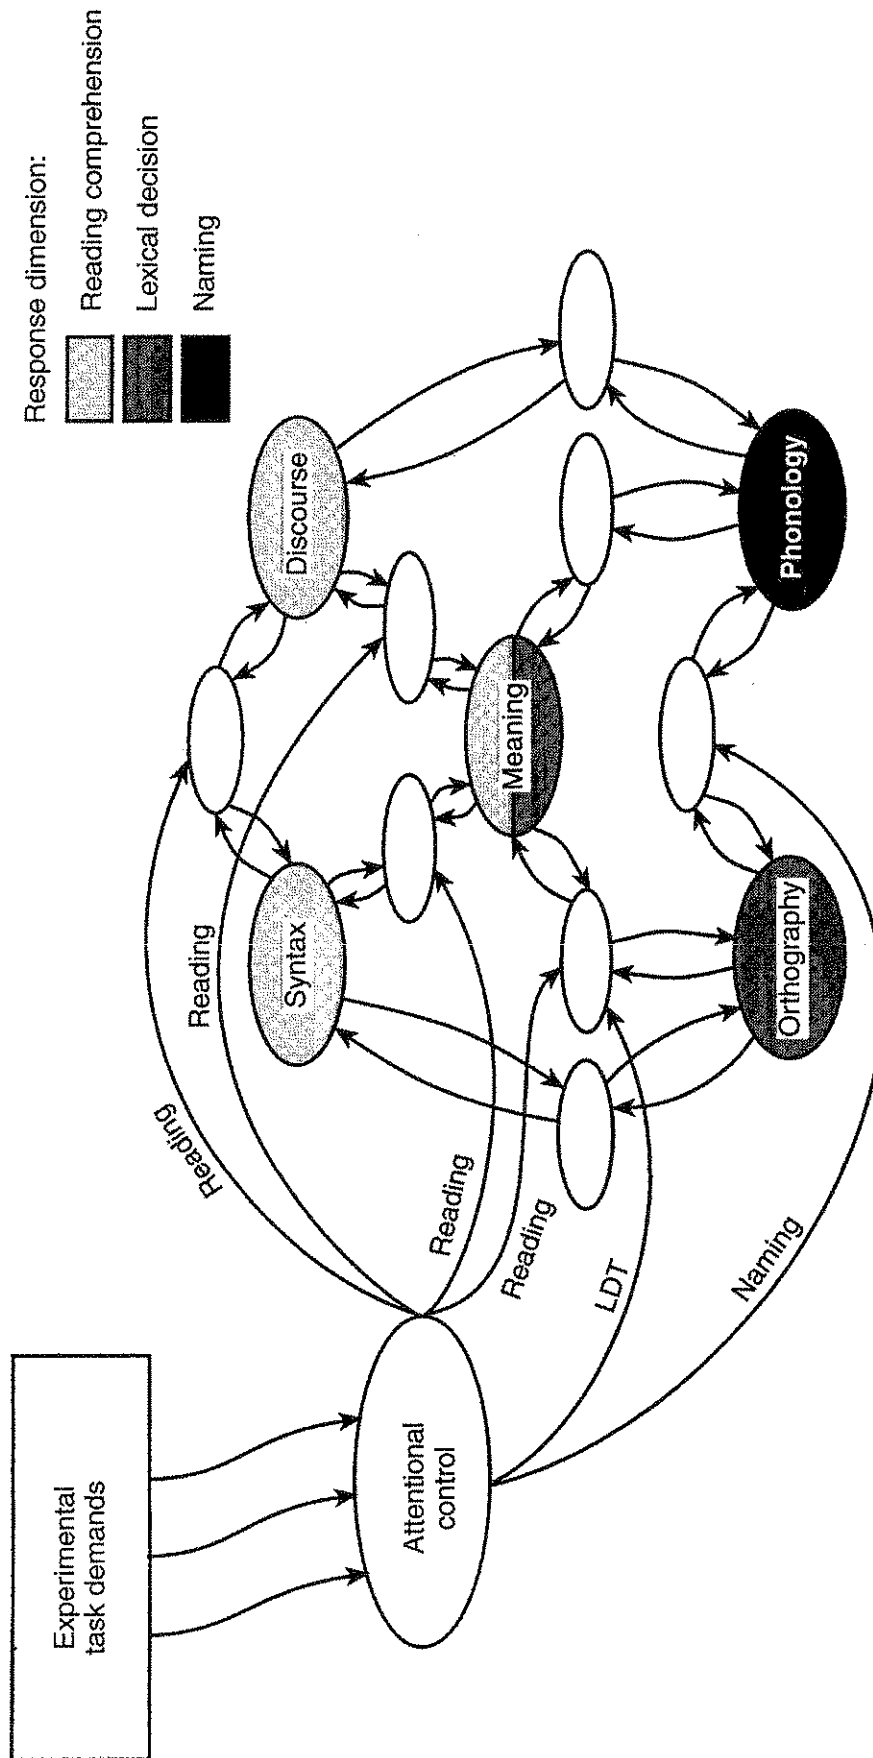 Experimental
task demands
Attentional
control
Reading
Reading
Reading
Reading
LDT
Naming
Syntax
Discourse
Meaning
Orthography
Phonology
Response dimension:
Reading comprehension
Lexical decision
Naming